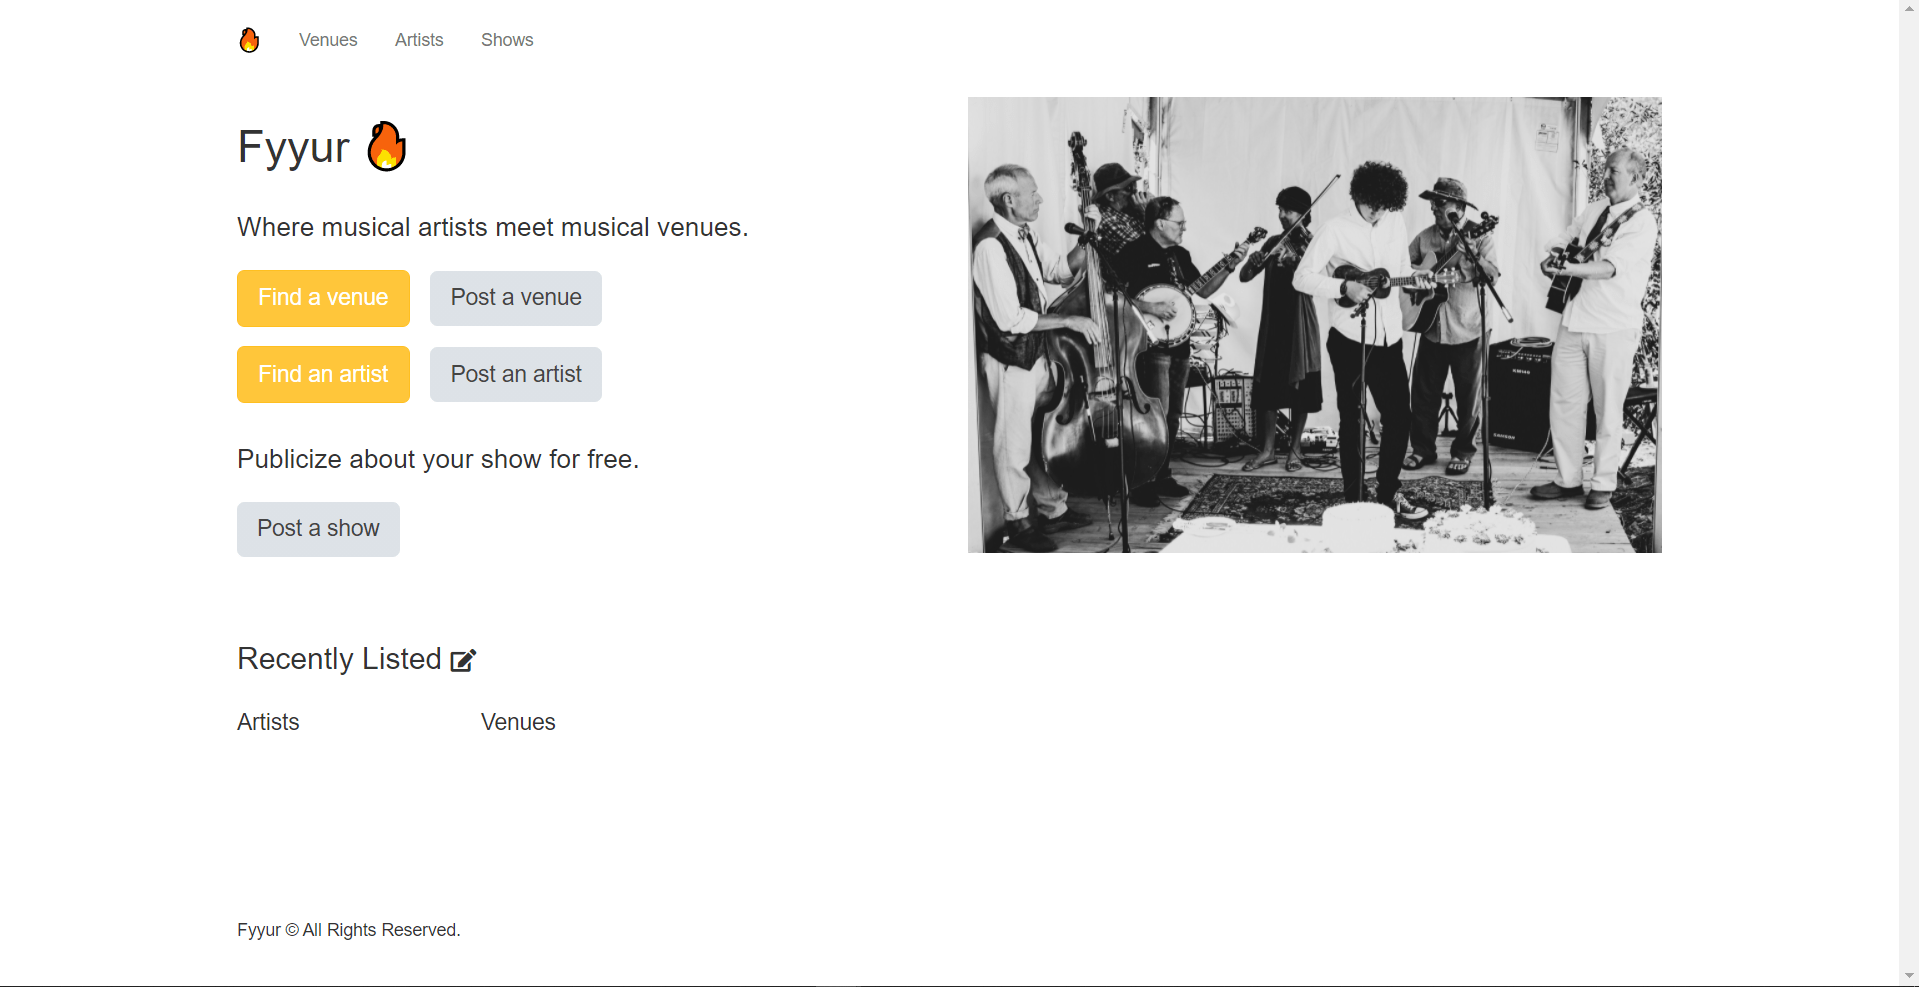 Venues Artists Shows
Fyyur
Where musical artists meet musical venues.
Find a venue Post a venue
Find an artist Post an artist
Publicize about your show for free.
Post a show
Recently Listed
Artists Venues
Fyyur © All Rights Reserved.